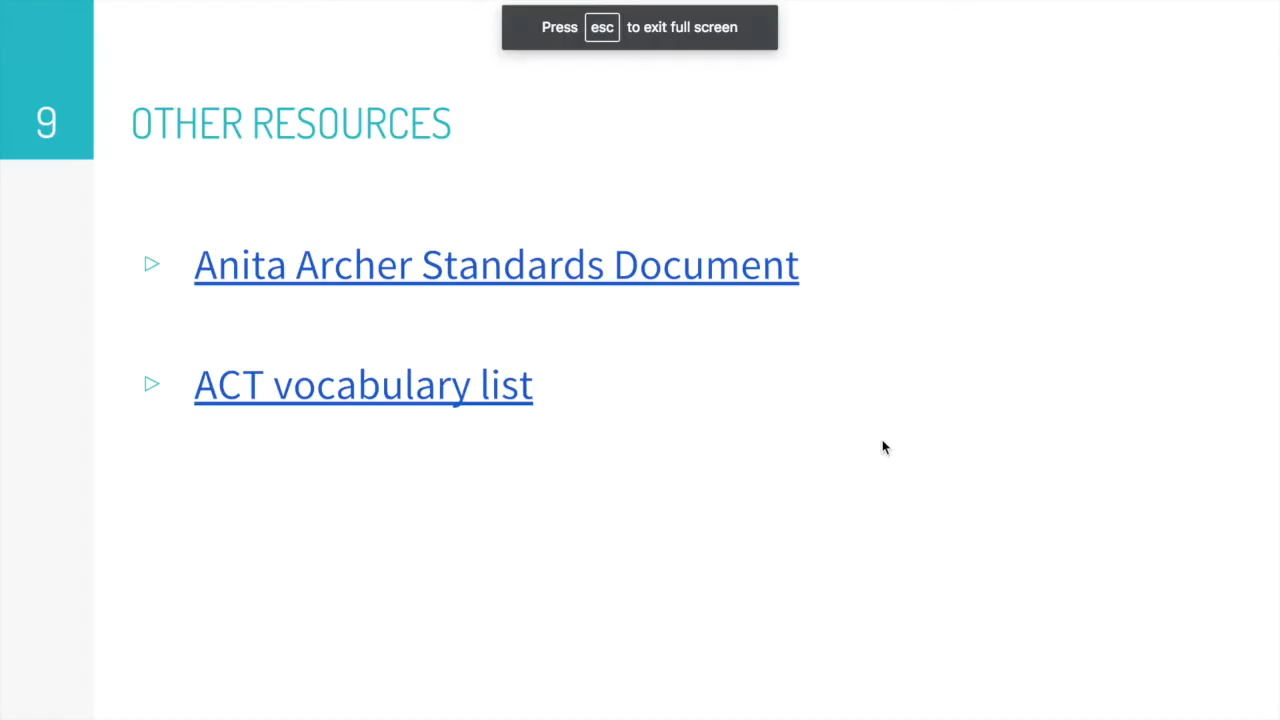 Press esc to exit full screen
9
OTHER RESOURCES
▷ Anita Archer Standards Document
▷ ACT vocabulary list